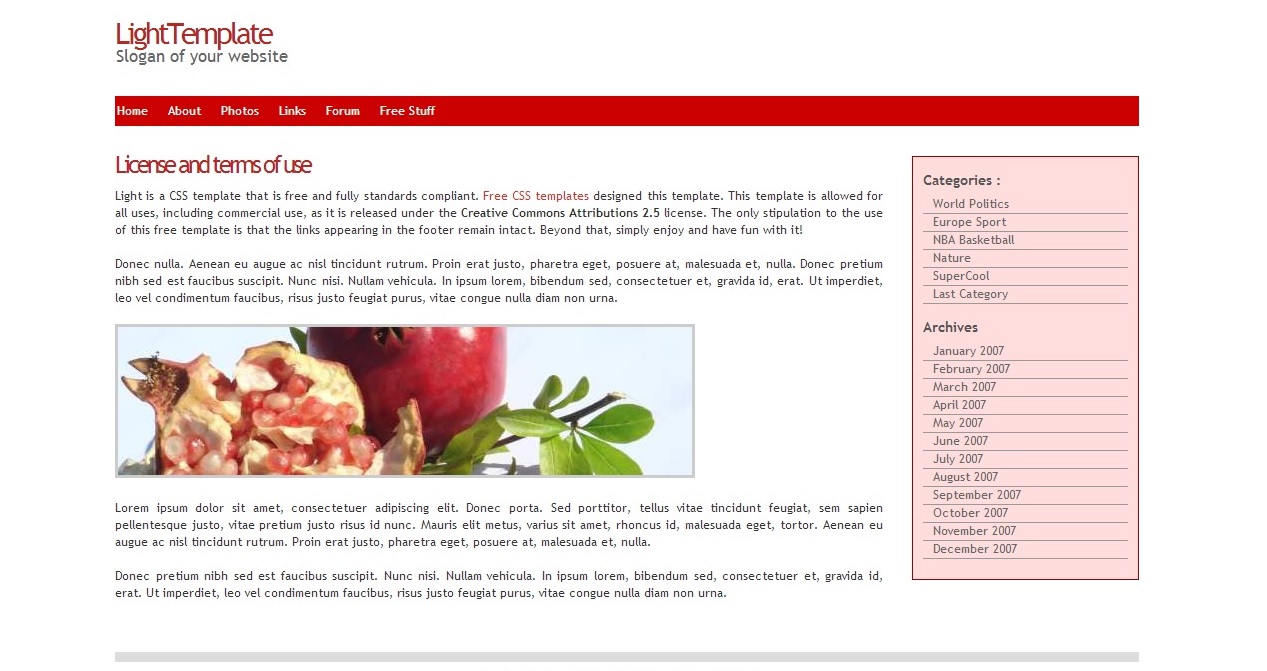 LightTemplate
Slogan of your website
Home About Photos Links Forum Free Stuff
License and terms of use
Light is a CSS template that is free and fully standards compliant. Free CSS templates designed this template. This template is allowed for
all uses, including commercial use, as it is released under the Creative Commons Attributions 2.5 license. The only stipulation to the use
of this free template is that the links appearing in the footer remain intact. Beyond that, simply enjoy and have fun with it!
Donec nulla. Aenean eu augue ac nisl tincidunt rutrum. Proin erat justo, pharetra eget, posuere at, malesuada et, nulla. Donec pretium
nibh sed est faucibus suscipit. Nunc nisi. Nullam vehicula. In ipsum lorem, bibendum sed, consectetuer et, gravida id, erat. Ut imperdiet,
leo vel condimentum faucibus, risus justo feugiat purus, vitae congue nulla diam non urna.
Lorem ipsum dolor sit amet, consectetuer adipiscing elit. Donec porta. Sed porttitor, tellus vitae tincidunt feugiat, sem sapien
pellentesque justo, vitae pretium justo risus id nunc. Mauris elit metus, varius sit amet, rhoncus id, malesuada eget, tortor. Aenean eu
augue ac nisl tincidunt rutrum. Proin erat justo, pharetra eget, posuere at, malesuada et, nulla.
Donec pretium nibh sed est faucibus suscipit. Nunc nisi. Nullam vehicula. In ipsum lorem, bibendum sed, consectetuer et, gravida id,
erat. Ut imperdiet, leo vel condimentum faucibus, risus justo feugiat purus, vitae congue nulla diam non urna.
Categories :
World Politics
Europe Sport
NBA Basketball
Nature
SuperCool
Last Category
Archives
January 2007
February 2007
March 2007
April 2007
May 2007
June 2007
July 2007
August 2007
September 2007
October 2007
November 2007
December 2007